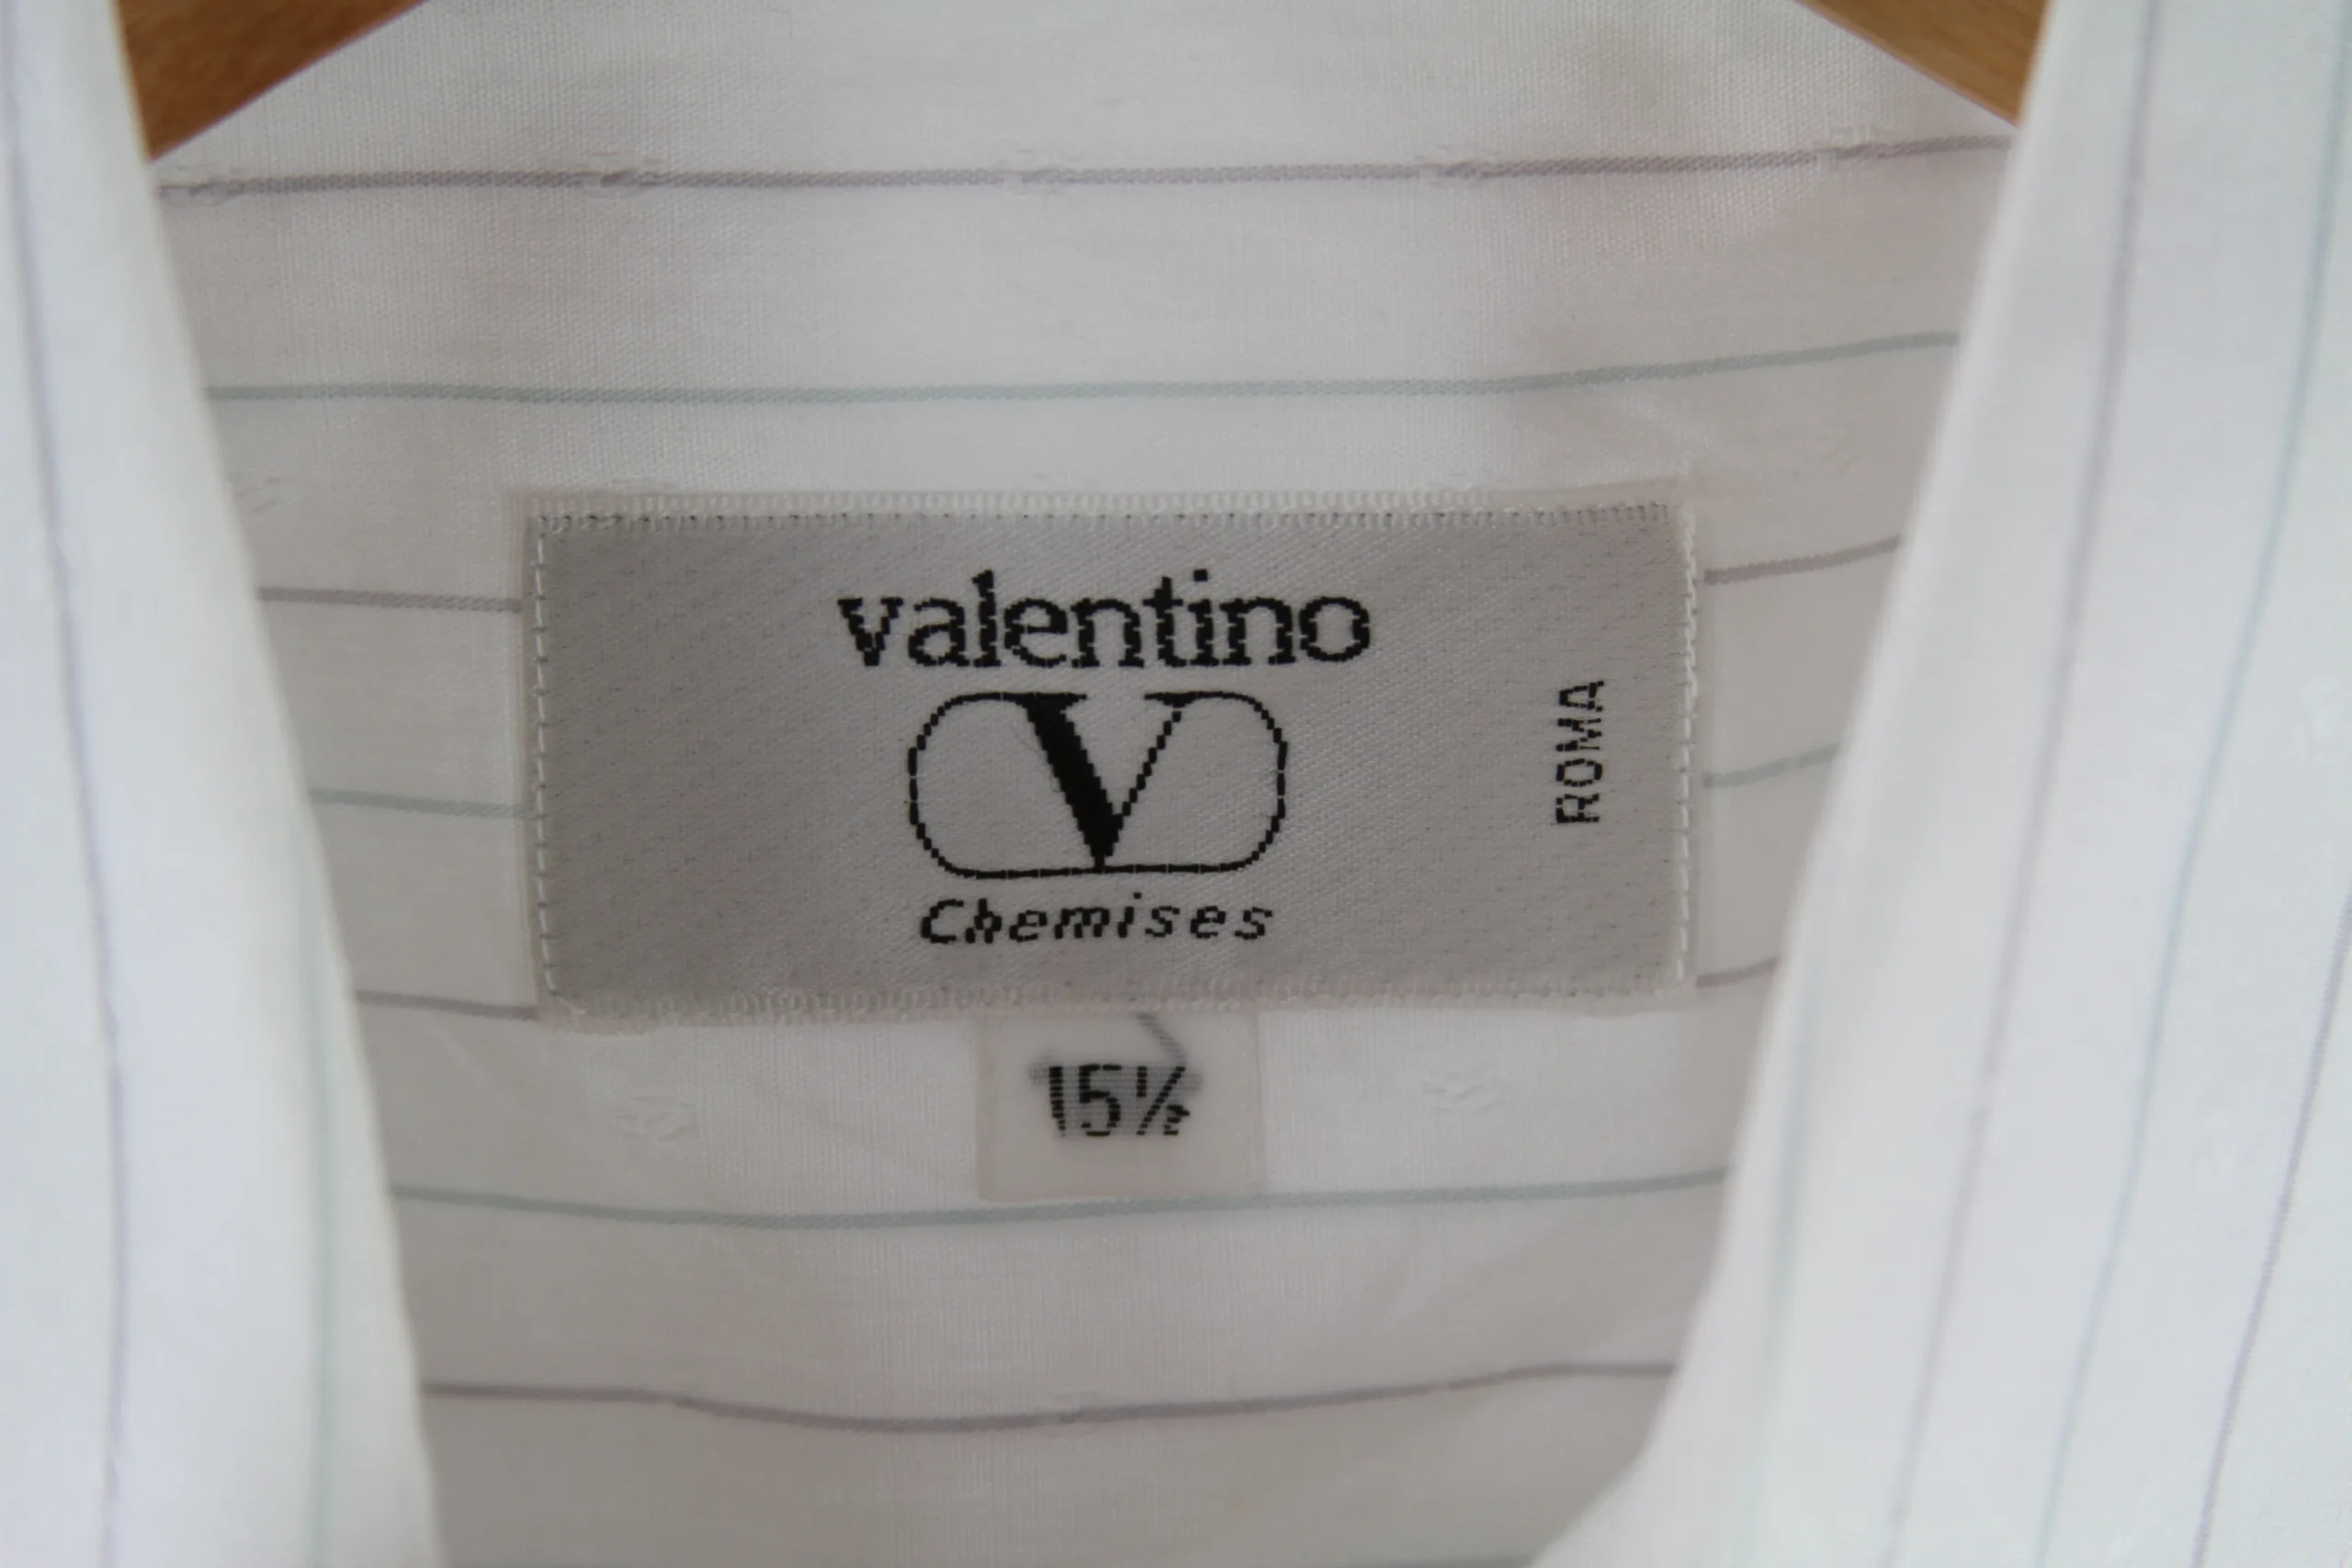 valentino
V
Chemises
ROMA
15½